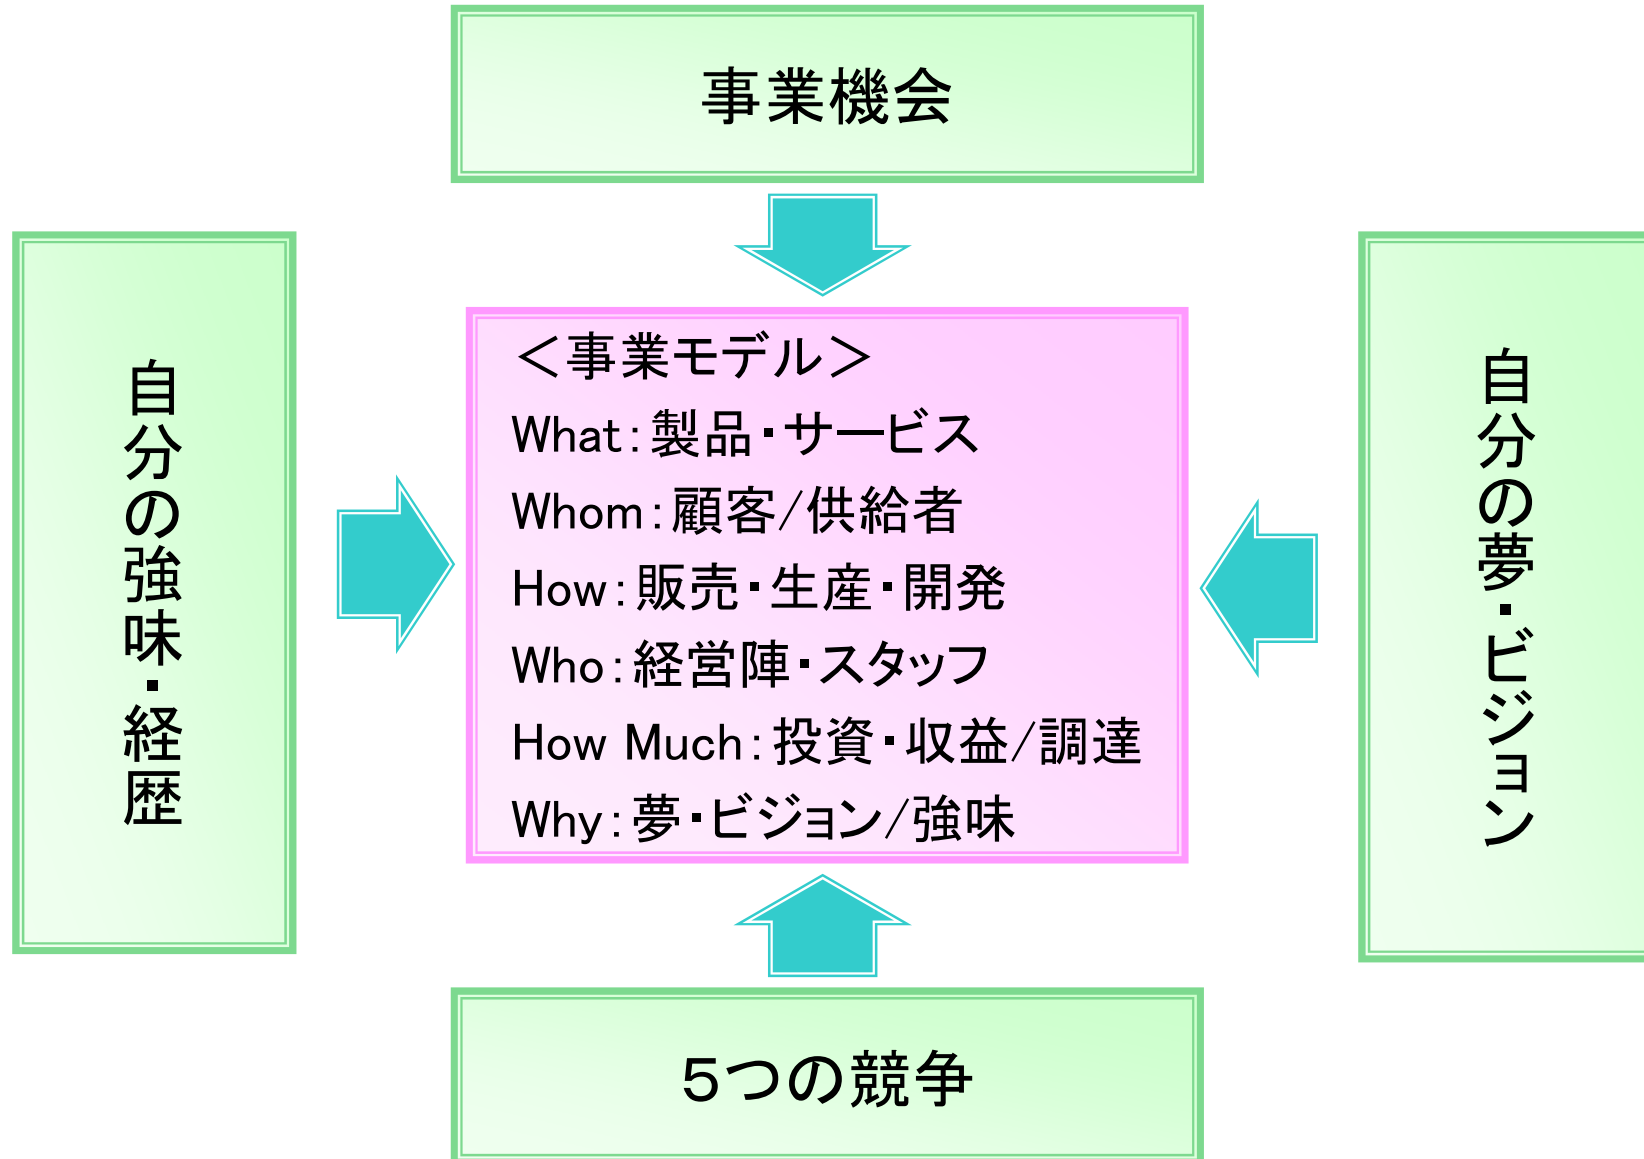 事業機会
自分の強味・経歴
＜事業モデル＞
What：製品・サービス
Whom：顧客/供給者
How：販売・生産・開発
Who：経営陣・スタッフ
How Much：投資・収益/調達
Why：夢・ビジョン/強味
自分の夢・ビジョン
５つの競争